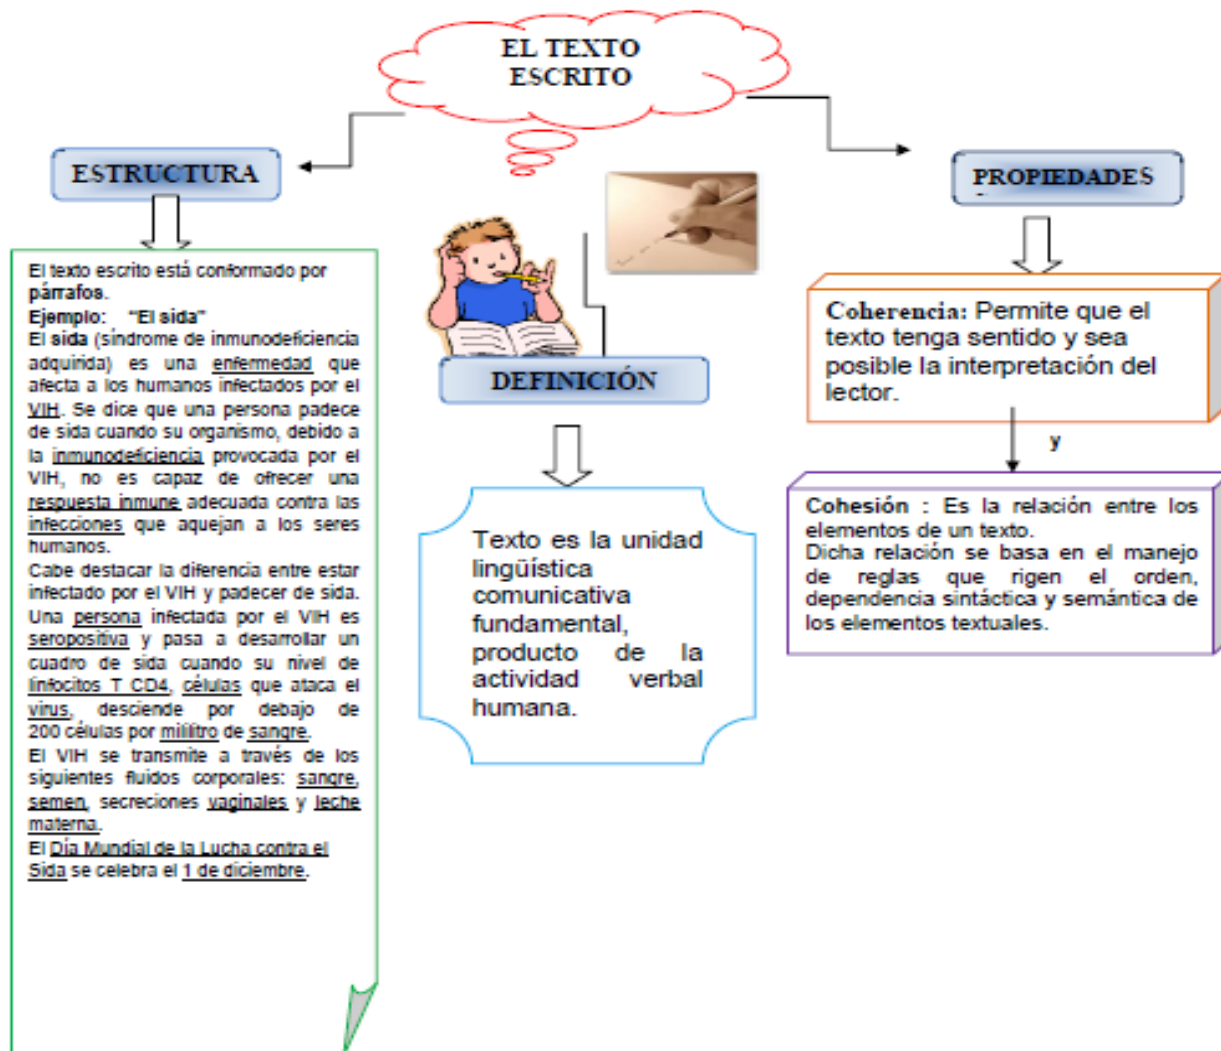 EL TEXTO
ESCRITO
ESTRUCTURA
El texto escrito está conformado por
párrafos.
Ejemplo: “El sida”
El sida (síndrome de inmunodeficiencia
adquirida) es una enfermedad que
afecta a los humanos infectados por el
VIH. Se dice que una persona padece
de sida cuando su organismo, debido a
la inmunodeficiencia provocada por el
VIH, no es capaz de ofrecer una
respuesta inmune adecuada contra las
infecciones que aquejan a los seres
humanos.
Cabe destacar la diferencia entre estar
infectado por el VIH y padecer de sida.
Una persona infectada por el VIH es
seropositiva y pasa a desarrollar un
cuadro de sida cuando su nivel de
linfocitos T CD4, células que ataca el
virus, desciende por debajo de
200 células por mililitro de sangre.
El VIH se transmite a través de los
siguientes fluidos corporales: sangre,
semen, secreciones vaginales y leche
materna.
El Día Mundial de la Lucha contra el
Sida se celebra el 1 de diciembre.
DEFINICIÓN
Texto es la unidad
lingüística
comunicativa
fundamental,
producto de la
actividad verbal
humana.
PROPIEDADES
Coherencia: Permite que el
texto tenga sentido y sea
posible la interpretación del
lector.
y
Cohesión : Es la relación entre los
elementos de un texto.
Dicha relación se basa en el manejo
de reglas que rigen el orden,
dependencia sintáctica y semántica de
los elementos textuales.